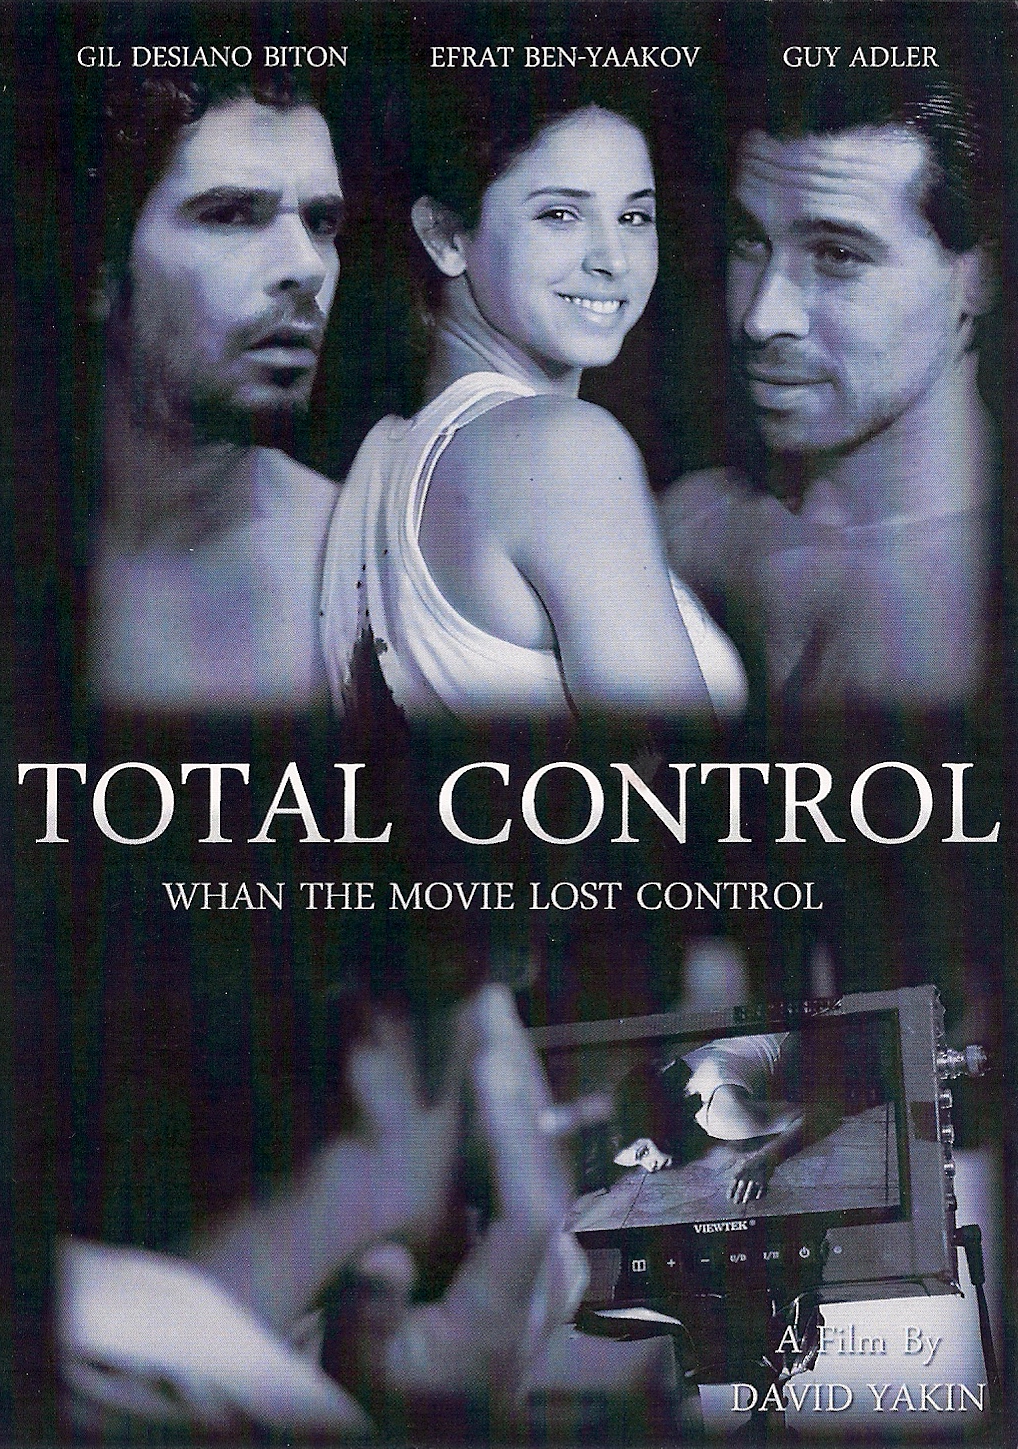 GIL DESIANO BITON EFRAT BEN-YAAKOV GUY ADLER
TOTAL CONTROL
WHAN THE MOVIE LOST CONTROL
VIEWTEK®
A Film By
DAVID YAKIN